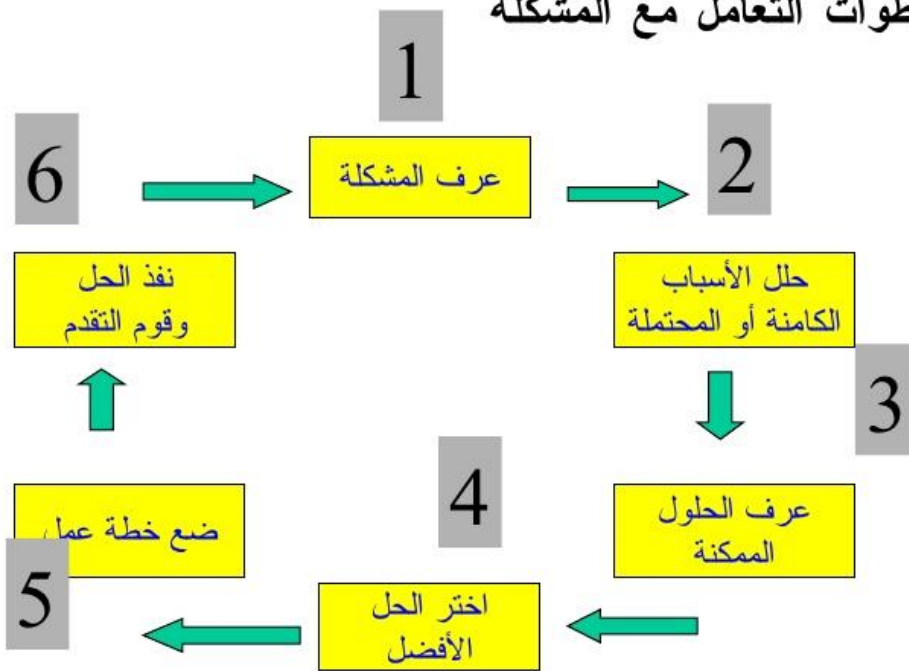 طوات التعامل مع المشكلة
1
عرف المشكلة
2
حلل الأسباب
الكامنة أو المحتملة
3
عرف الحلول
الممكنة
4
اختر الحل
الأفضل
5
ضع خطة عمل
6
نفذ الحل
وقوم التقدم